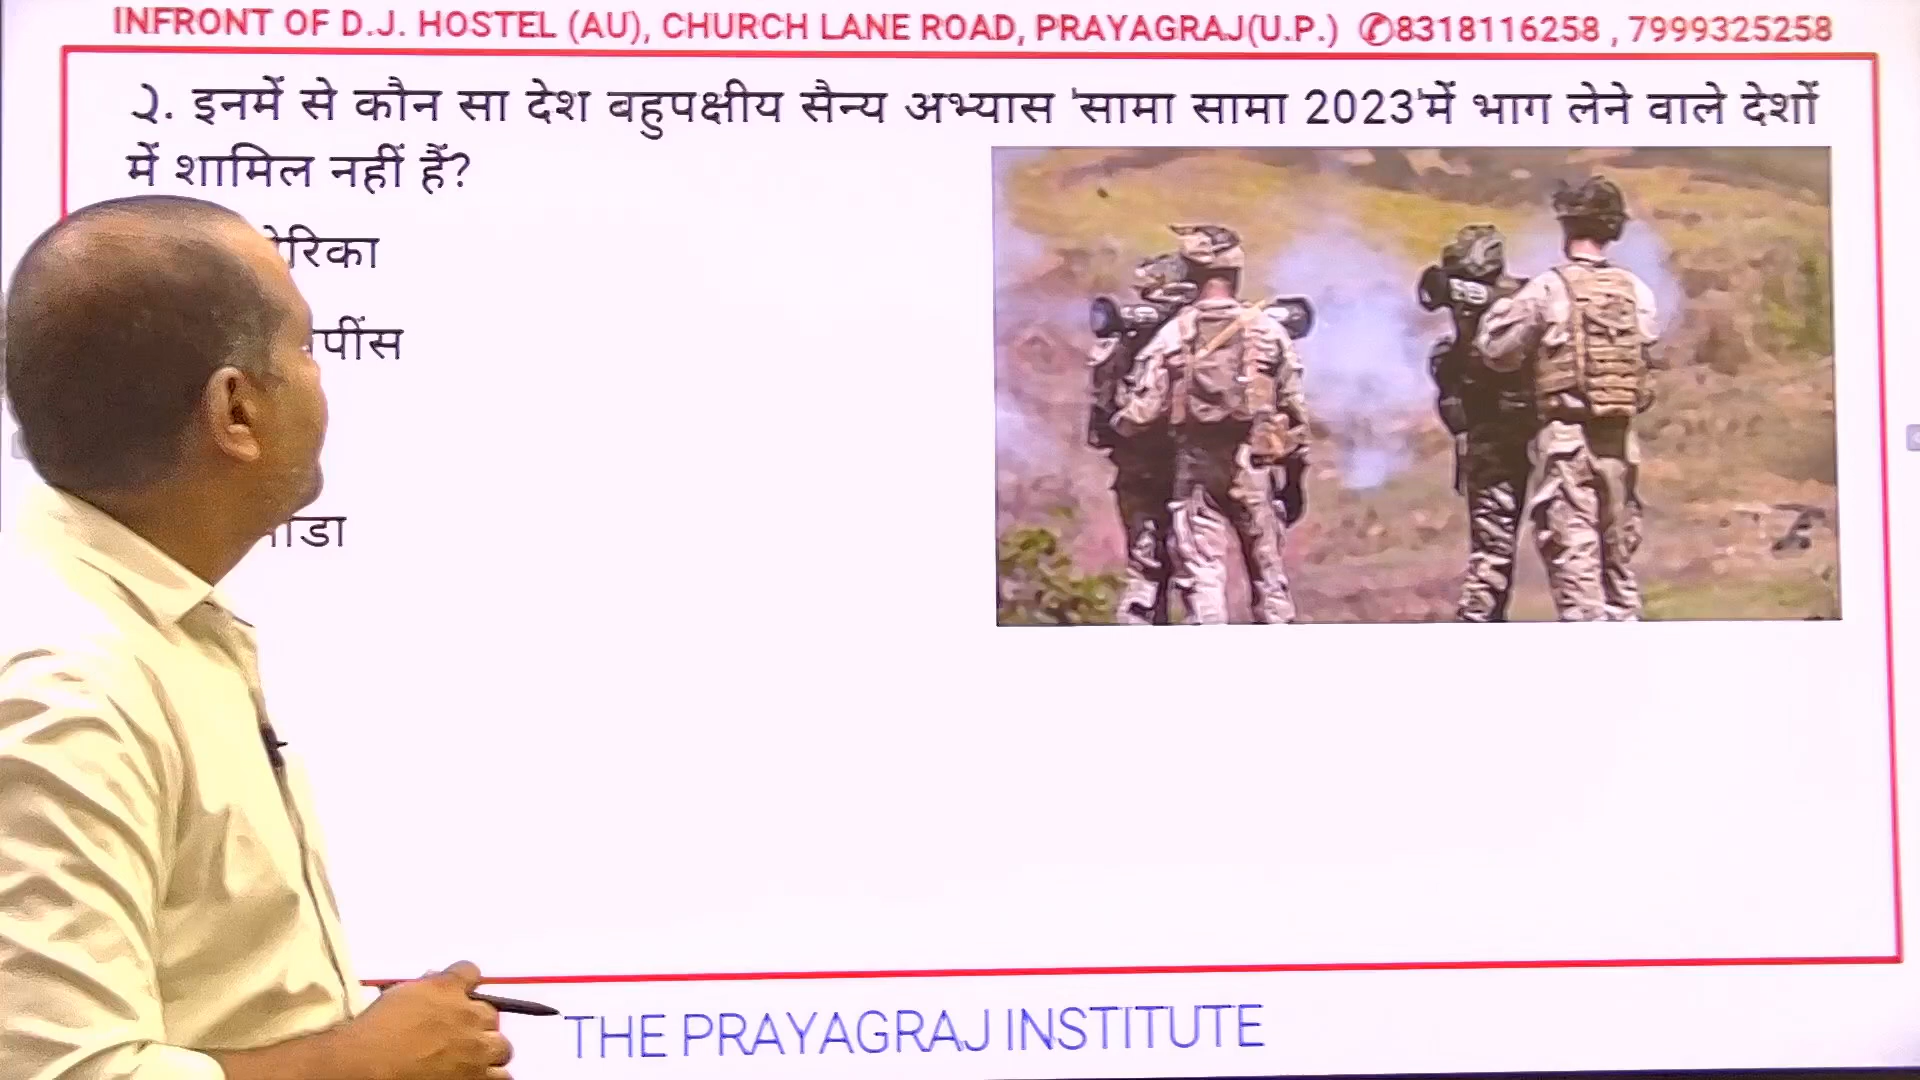 INFRONT OF D.J. HOSTEL (AU), CHURCH LANE ROAD, PRAYAGRAJ(U.P.) ✆8318116258 , 7999325258
Q. इनमें से कौन सा देश बहुपक्षीय सैन्य अभ्यास 'सामा सामा 2023'में भाग लेने वाले देशों
में शामिल नहीं हैं?
THE PRAYAGRAJ INSTITUTE